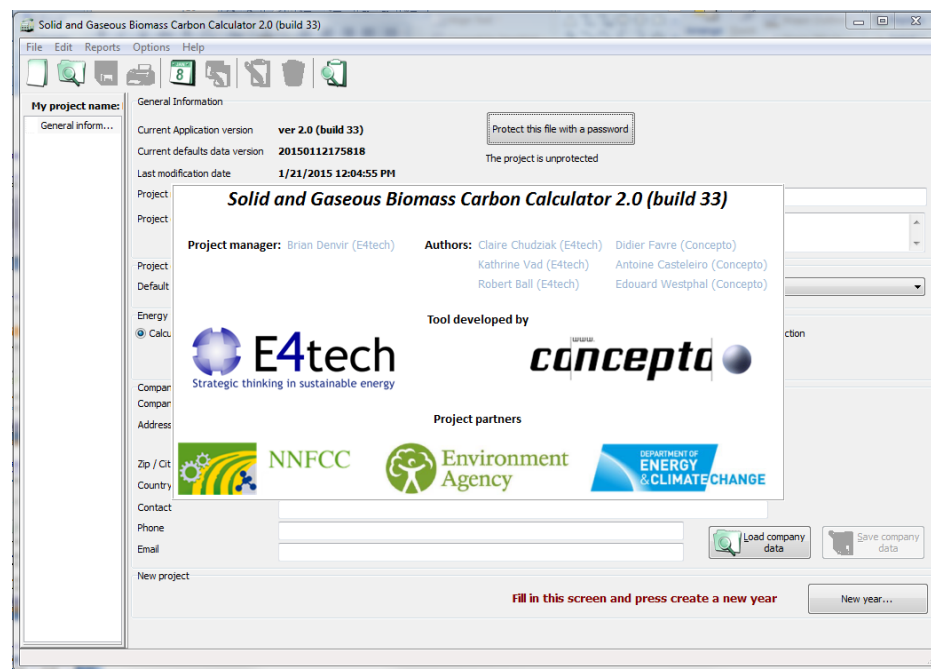 Solid and Gaseous Biomass Carbon Calculator 2.0 (build 33)
File Edit Reports Options Help
8
My project name:
General inform...
General Information
Current Application version ver 2.0 (build 33)
Protect this file with a password
Current defaults data version 20150112175818
The project is unprotected
Last modification date 1/21/2015 12:04:55 PM
Project
Project
Project
Default
Energy
Calcu
ction
Compan
Compan
Address
Zip / Cit
Country
Contact
Phone
Email
Solid and Gaseous Biomass Carbon Calculator 2.0 (build 33)
Project manager: Brian Denvir (E4tech) Authors: Claire Chudziak (E4tech) Didier Favre (Concepto)
Kathrine Vad (E4tech) Antoine Casteleiro (Concepto)
Robert Ball (E4tech) Edouard Westphal (Concepto)
Tool developed by
E4tech
Strategic thinking in sustainable energy
www.
concepto
Project partners
NNFCC
Environment
Agency
DEPARTMENT OF
ENERGY
& CLIMATE CHANGE
Load company
data
Save company
data
New project
Fill in this screen and press create a new year
New year...